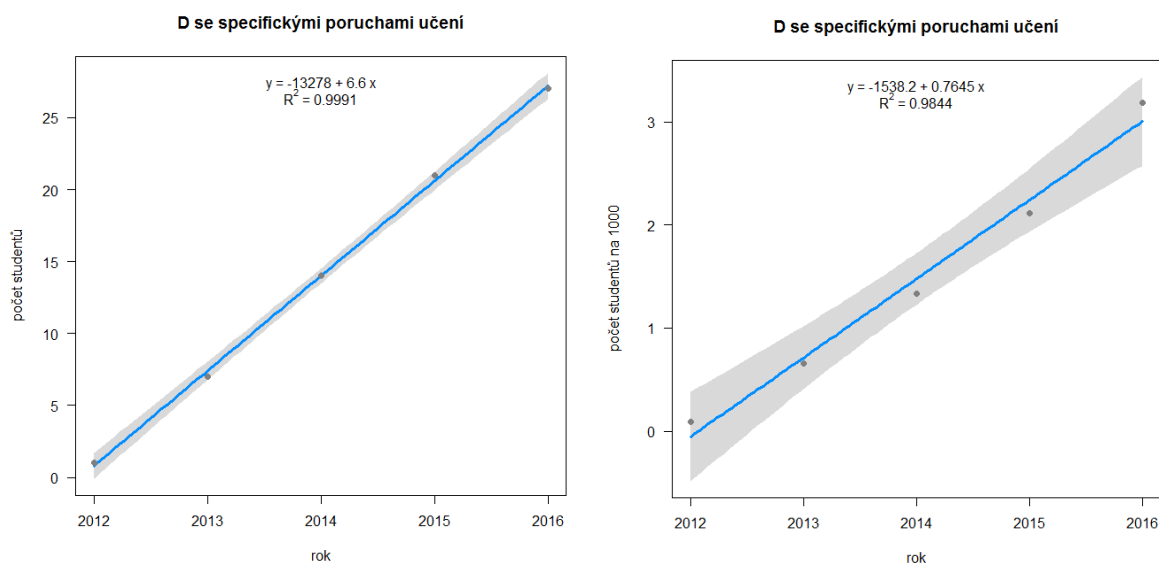 D se specifickými poruchami učení
y = -13278 + 6.6 x
R² = 0.9991
počet studentů
25
20
15
10
5
0
2012
2013
2014
2015
2016
rok
D se specifickými poruchami učení
y = -1538.2 + 0.7645 x
R² = 0.9844
počet studentů na 1000
3
2
1
0
2012
2013
2014
2015
2016
rok